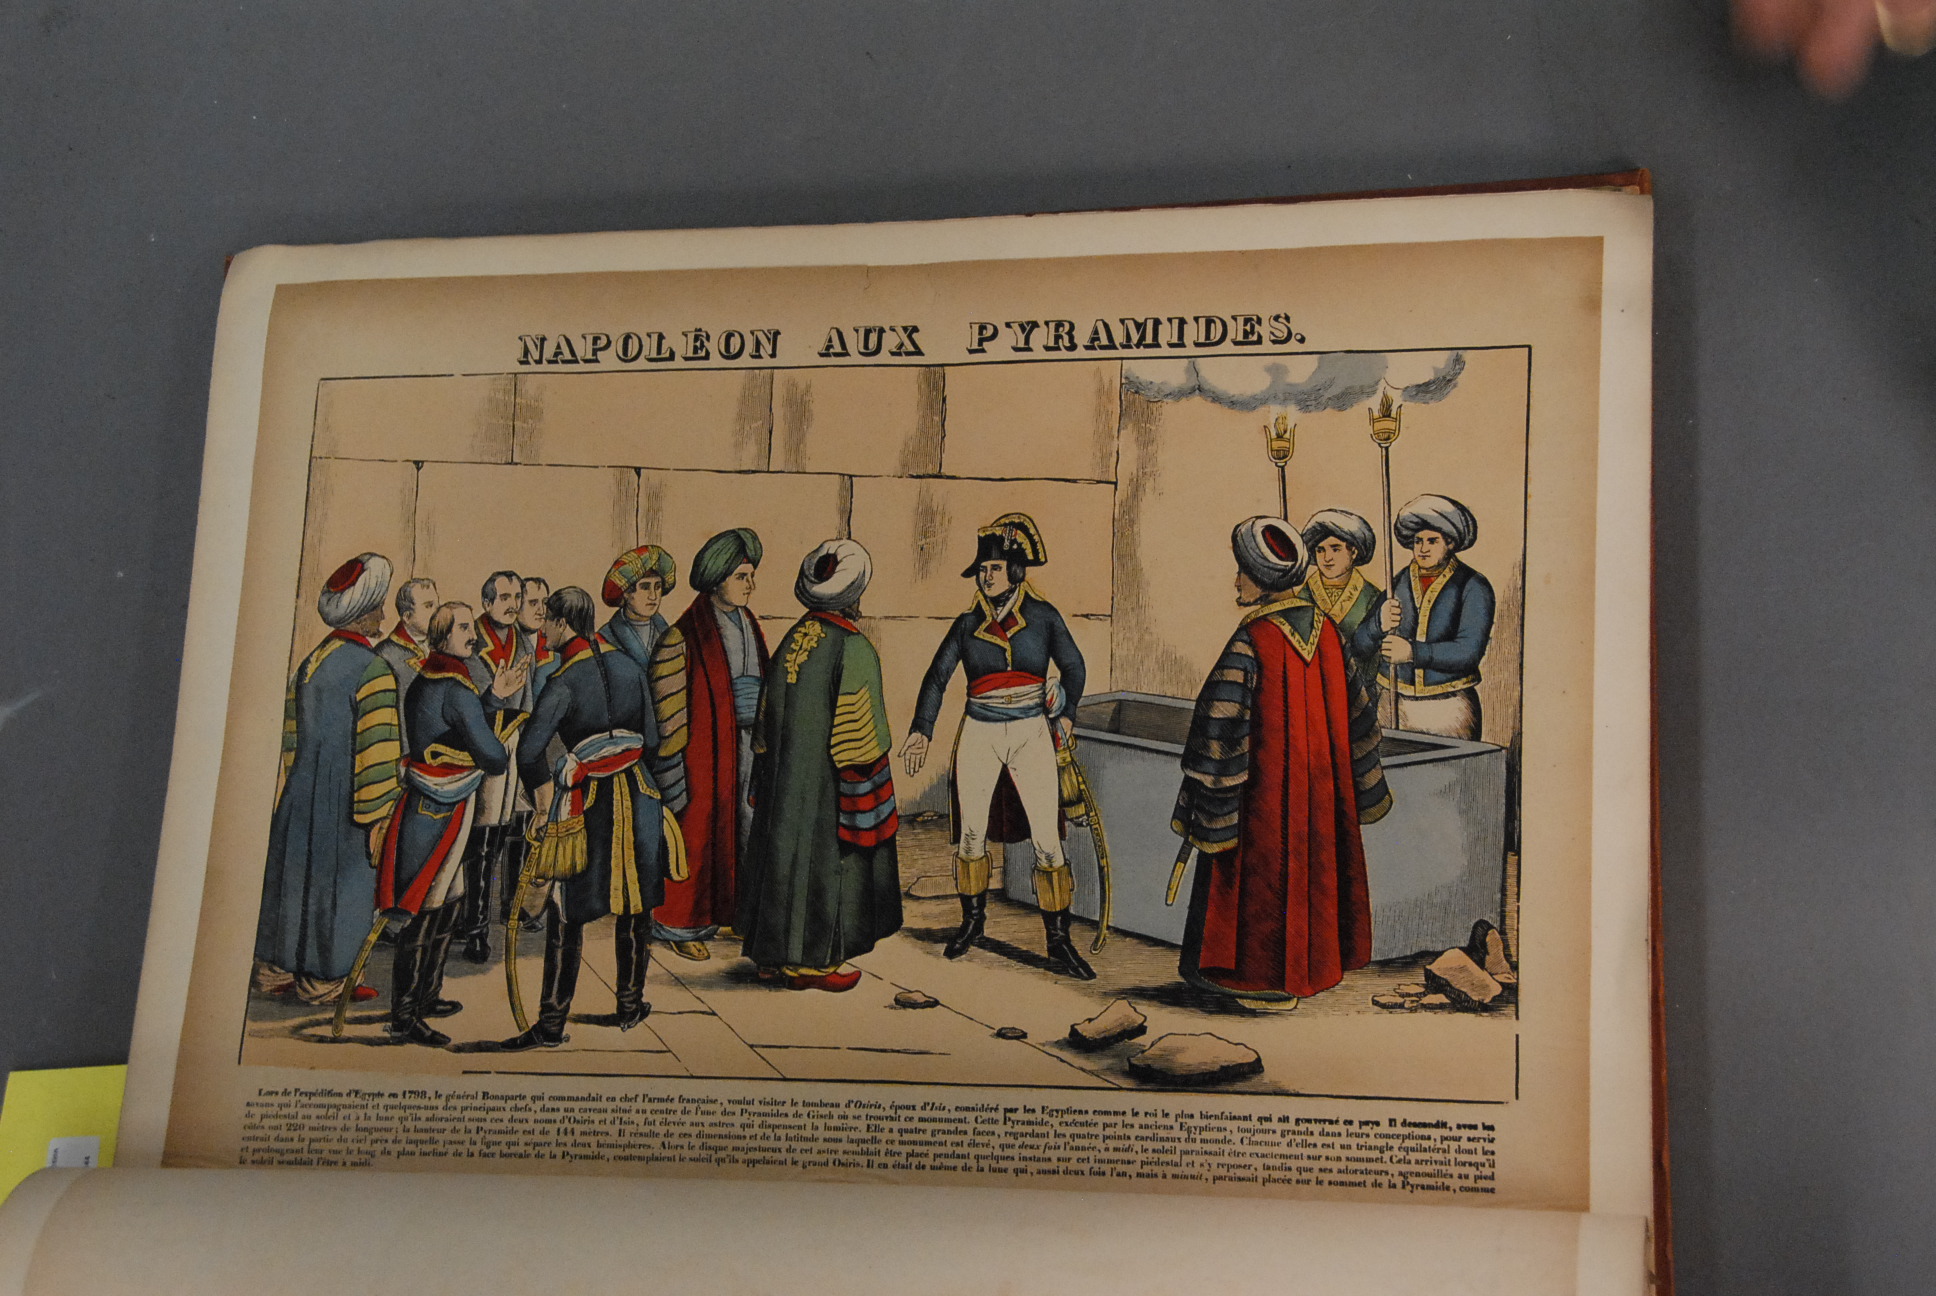 NAPOLÉON AUX PYRAMIDES.
Lors de l'expédition d'Égypte en 1798, le général Bonaparte qui commandait en chef l'armée française, voulut visiter le tombeau d'Osiris, époux d'Isis, considéré par les Egyptiens comme le roi le plus bienfaisant qui ait gouverné ce pays Il descendit, avec les
savans qui l'accompagnaient et quelques-uns des principaux chefs, dans un caveau situé au centre de l'une des Pyramides de Giseh où se trouvait ce monument. Cette Pyramide, exécutée par les anciens Egyptiens, toujours grands dans leurs conceptions, pour servir
de piédestal au soleil et à la lune qu'ils adoraient sous ces deux noms d'Osiris et d'Isis, fut élevée aux astres qui dispensent la lumière. Elle a quatre grandes faces, regardant les quatre points cardinaux du monde. Chacune d'elles est un triangle équilatéral dont les
côtés ont 220 mètres de longueur; la hauteur de la Pyramide est de 144 mètres. Il résulte de ces dimensions et de la latitude sous laquelle ce monument est élevé, que deux fois l'année, à midi, le soleil paraissait être exactement sur son sommet. Cela arrivait lorsqu'il
entrait dans la partie du ciel près de laquelle passe la ligne qui sépare les deux hémisphères. Alors le disque majestueux de cet astre semblait être placé pendant quelques instans sur cet immense piédestal et s'y reposer, tandis que ses adorateurs, agenouillés au pied
et prolongeant leur vue le long du plan incliné de la face boréale de la Pyramide, contemplaient le soleil qu'ils appelaient le grand Osiris. Il en était de même de la lune qui, aussi deux fois l'an, mais à minuit, paraissait placée sur le sommet de la Pyramide, comme
le soleil semblait l'être à midi.